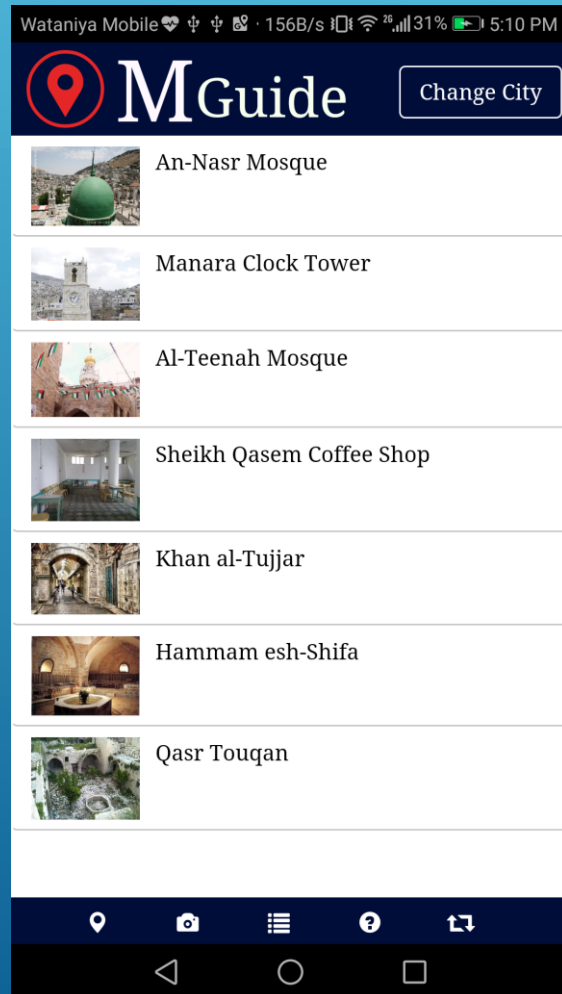 Wataniya Mobile · 156B/s 2G 31% 5:10 PM
MGuide Change City
An-Nasr Mosque
Manara Clock Tower
Al-Teenah Mosque
Sheikh Qasem Coffee Shop
Khan al-Tujjar
Hammam esh-Shifa
Qasr Touqan